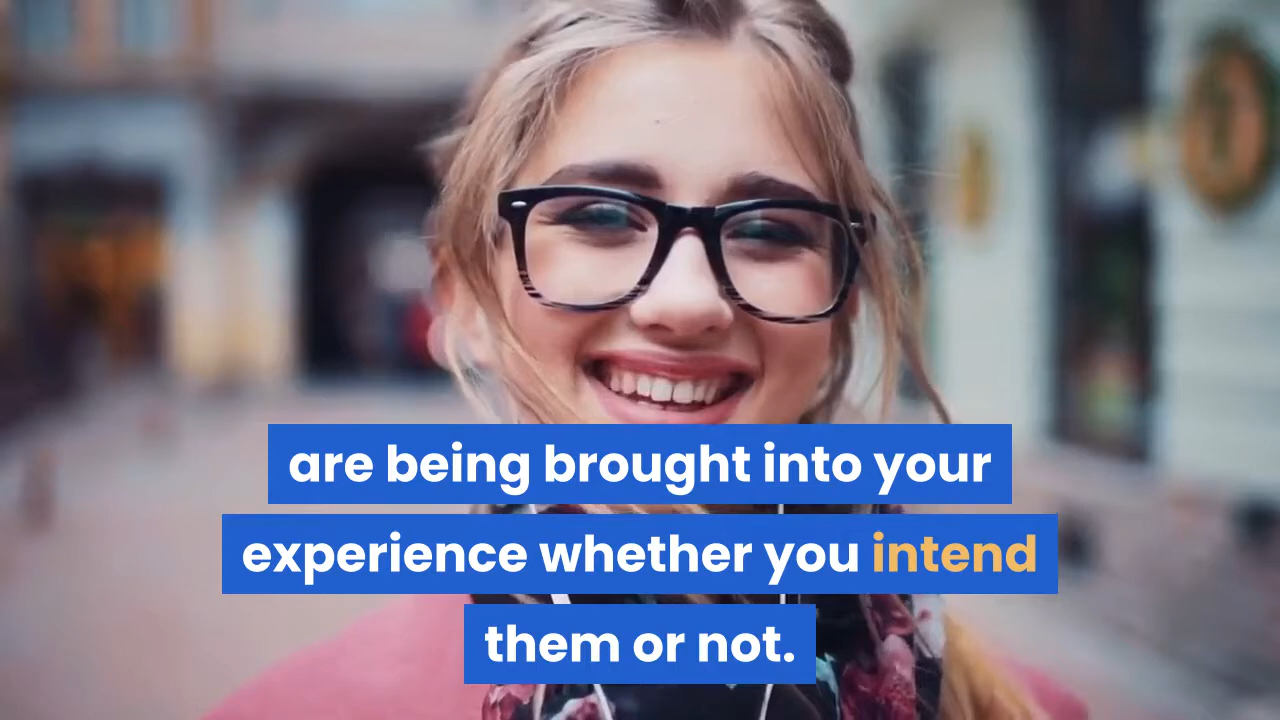 are being brought into your
experience whether you intend
them or not.